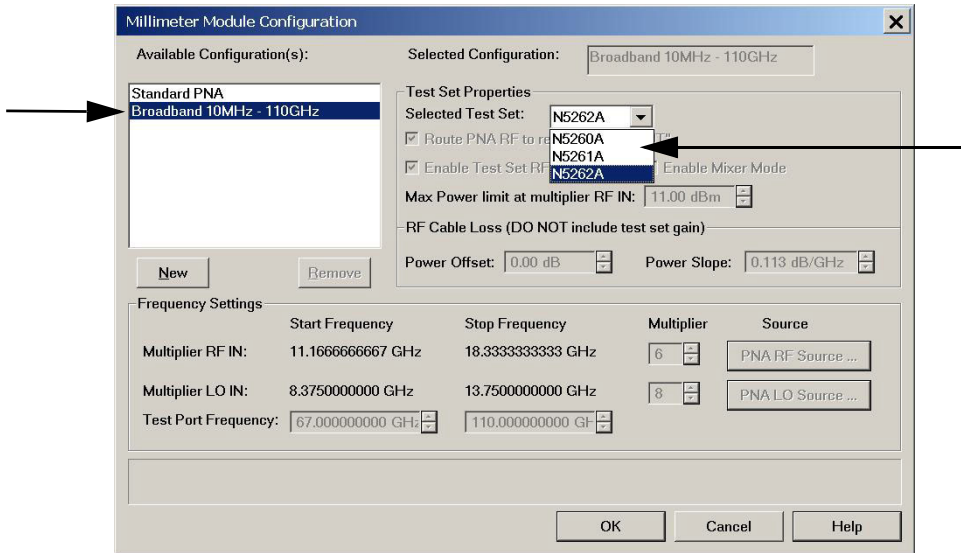 Millimeter Module Configuration
Available Configuration(s):
Selected Configuration: Broadband 10MHz - 110GHz
Standard PNA
Broadband 10MHz - 110GHz
New
Remove
Test Set Properties
Selected Test Set: N5262A
N5260A
N5261A
N5262A
Route PNA RF to re
Enable Test Set RF
Enable Mixer Mode
Max Power limit at multiplier RF IN: 11.00 dBm
RF Cable Loss (DO NOT include test set gain)
Power Offset: 0.00 dB Power Slope: 0.113 dB/GHz
Frequency Settings
Start Frequency Stop Frequency Multiplier Source
Multiplier RF IN: 11.1666666667 GHz 18.3333333333 GHz 6 PNA RF Source ...
Multiplier LO IN: 8.3750000000 GHz 13.7500000000 GHz 8 PNA LO Source ...
Test Port Frequency: 67.000000000 GHz 110.000000000 GH
OK Cancel Help